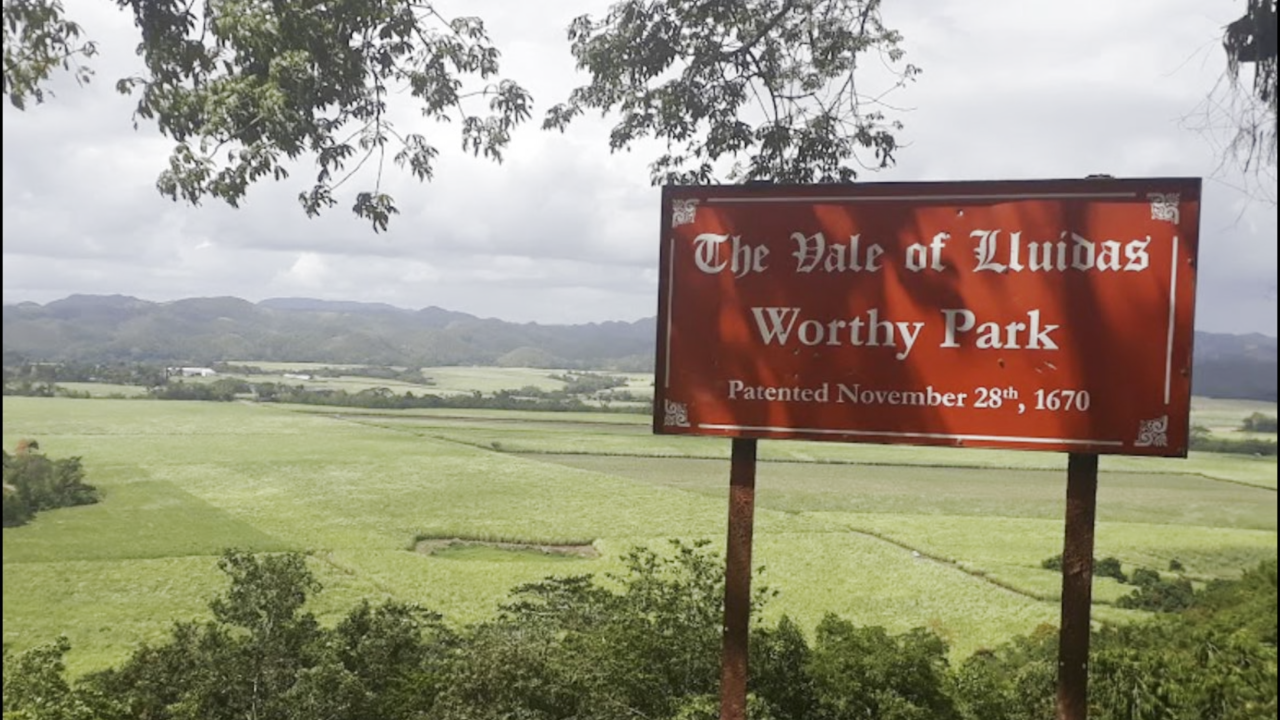 The Vale of Lluidas
Worthy Park
Patented November 28th, 1670